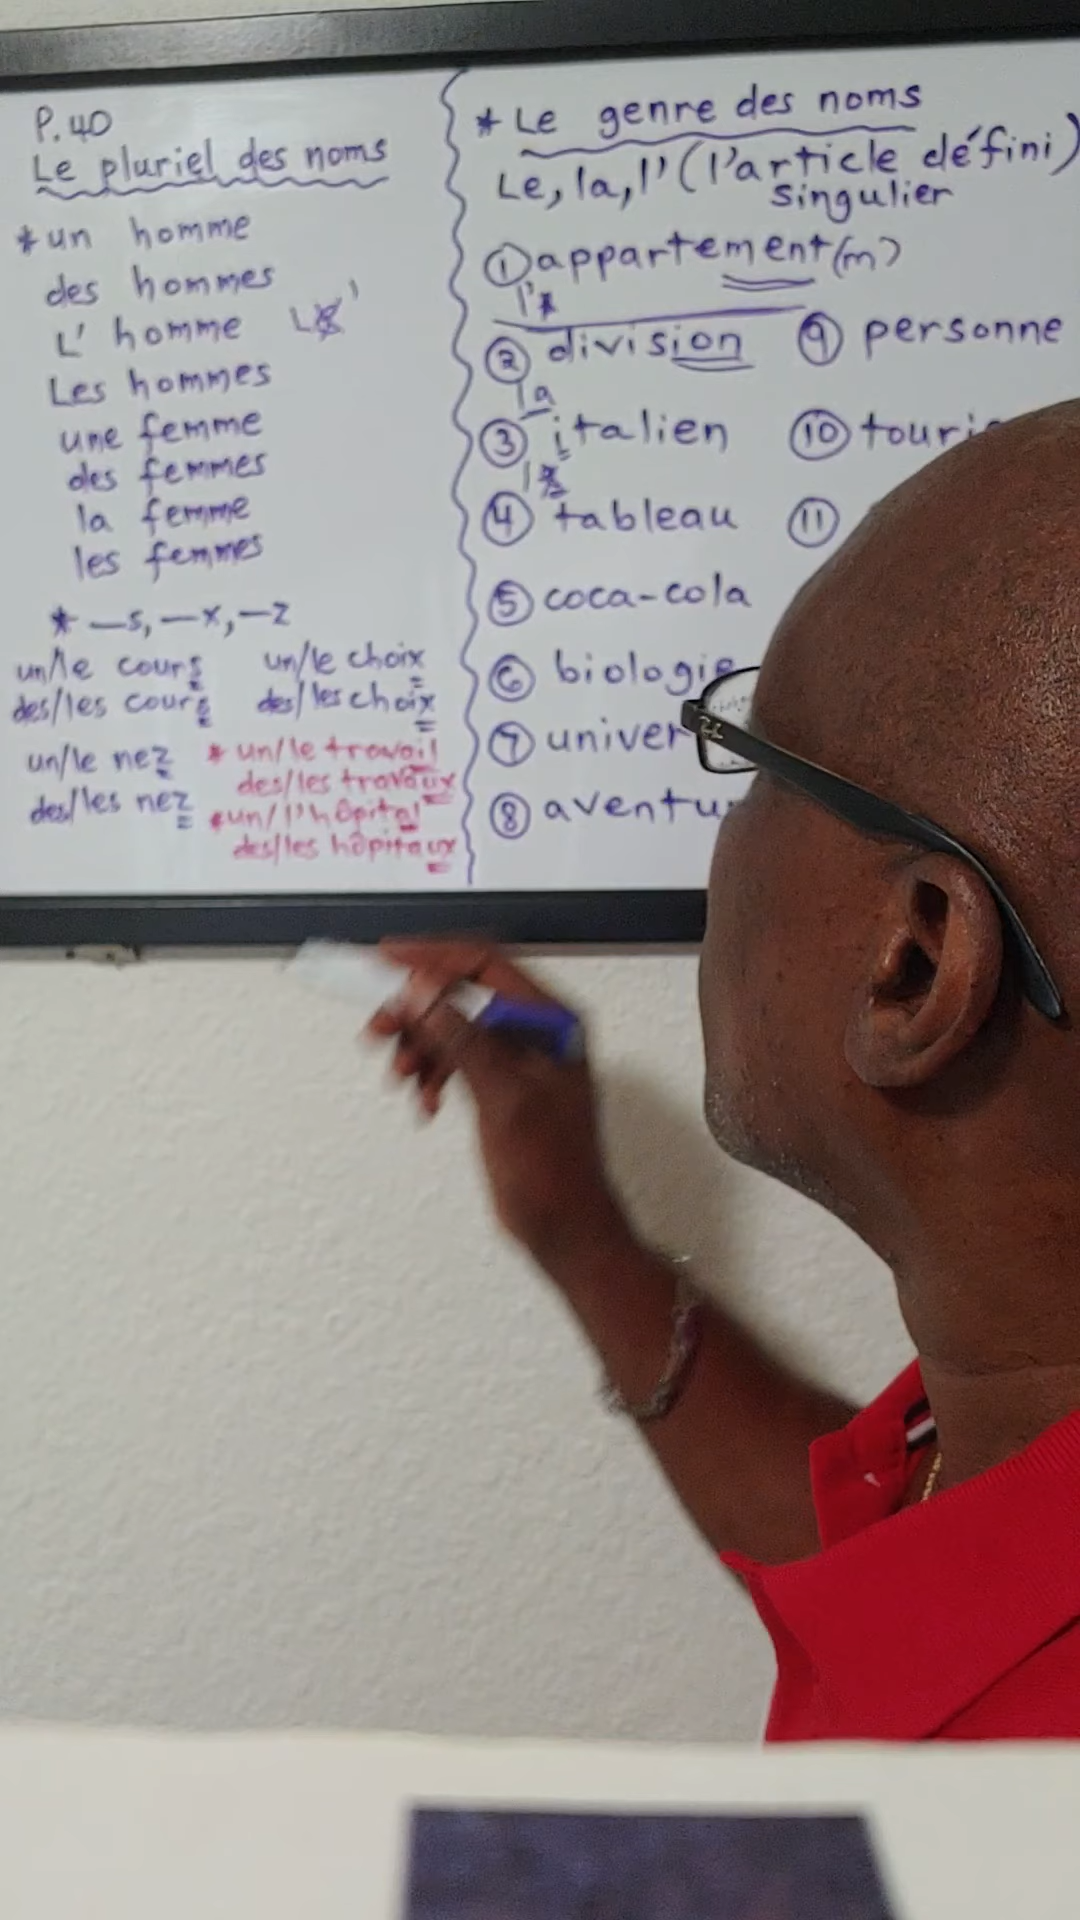 P.40
Le pluriel des noms
* un homme
des hommes
L' homme
Les hommes
une femme
des femmes
la femme
les femmes
* —s, —x, —z
un/le cours
des/les cours
un/le choix
des/les choix
un/le nez
des/les nez
* un/le travail
des/les travaux
* un/l'hôpital
des/les hôpitaux
* Le genre des noms
Le, la, l' (l'article défini)
singulier
① appartement (m)
l'
② division
la
③ italien
④ tableau
⑤ coca-cola
⑥ biologie
⑦ univer
⑧ aventu
⑨ personne
⑩ touri
⑪